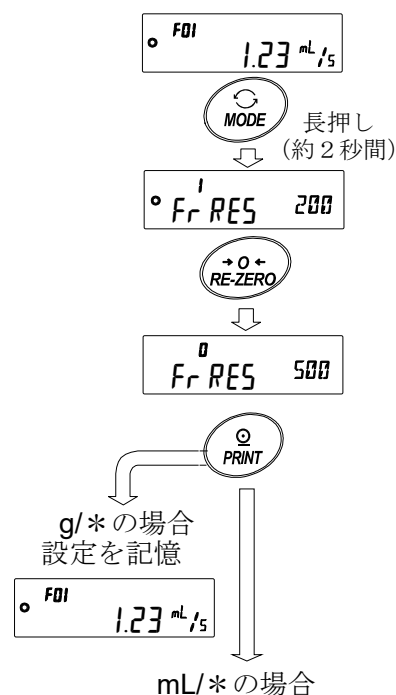 F01
1.23 mL/s
MODE
長押し
(約２秒間)
1
Fr RES 200
→0←
RE-ZERO
0
Fr RES 500
PRINT
g/＊の場合
設定を記憶
F01
1.23 mL/s
mL/＊の場合